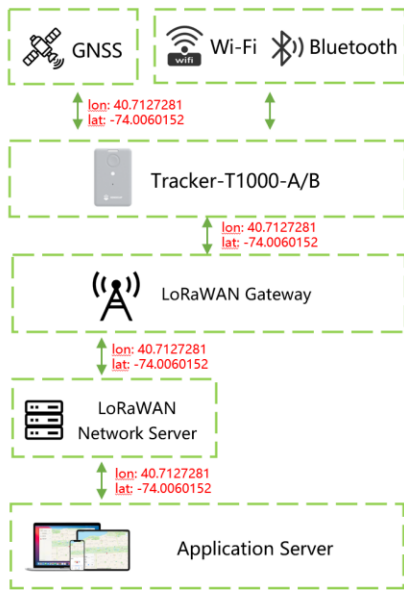 GNSS
Wi-Fi
wifi
Bluetooth
lon: 40.7127281
lat: -74.0060152
Tracker-T1000-A/B
lon: 40.7127281
lat: -74.0060152
LoRaWAN Gateway
lon: 40.7127281
lat: -74.0060152
LoRaWAN
Network Server
lon: 40.7127281
lat: -74.0060152
Application Server